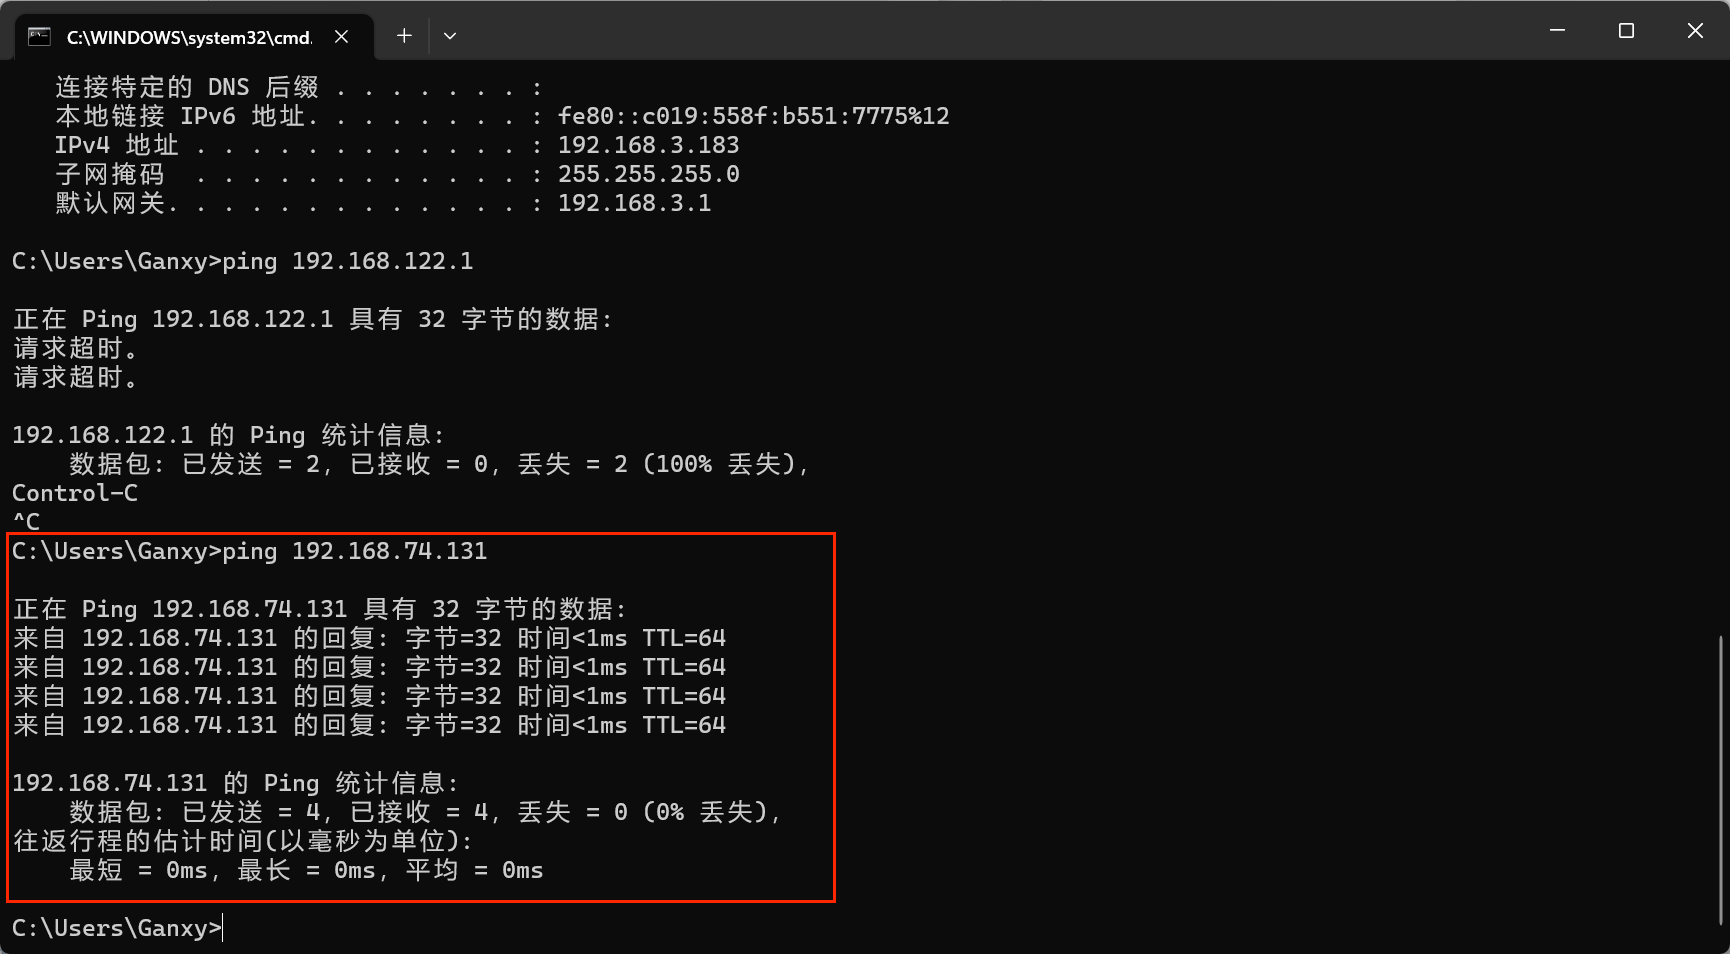 C:\WINDOWS\system32\cmd.
连接特定的 DNS 后缀 . . . . . . . :
本地链接 IPv6 地址. . . . . . . . : fe80::c019:558f:b551:7775%12
IPv4 地址 . . . . . . . . . . . . : 192.168.3.183
子网掩码  . . . . . . . . . . . . : 255.255.255.0
默认网关. . . . . . . . . . . . . : 192.168.3.1
C:\Users\Ganxy>ping 192.168.122.1
正在 Ping 192.168.122.1 具有 32 字节的数据:
请求超时。
请求超时。
192.168.122.1 的 Ping 统计信息:
数据包: 已发送 = 2, 已接收 = 0, 丢失 = 2 (100% 丢失),
Control-C
^C
C:\Users\Ganxy>ping 192.168.74.131
正在 Ping 192.168.74.131 具有 32 字节的数据:
来自 192.168.74.131 的回复: 字节=32 时间<1ms TTL=64
来自 192.168.74.131 的回复: 字节=32 时间<1ms TTL=64
来自 192.168.74.131 的回复: 字节=32 时间<1ms TTL=64
来自 192.168.74.131 的回复: 字节=32 时间<1ms TTL=64
192.168.74.131 的 Ping 统计信息:
数据包: 已发送 = 4, 已接收 = 4, 丢失 = 0 (0% 丢失),
往返行程的估计时间(以毫秒为单位):
最短 = 0ms, 最长 = 0ms, 平均 = 0ms
C:\Users\Ganxy>